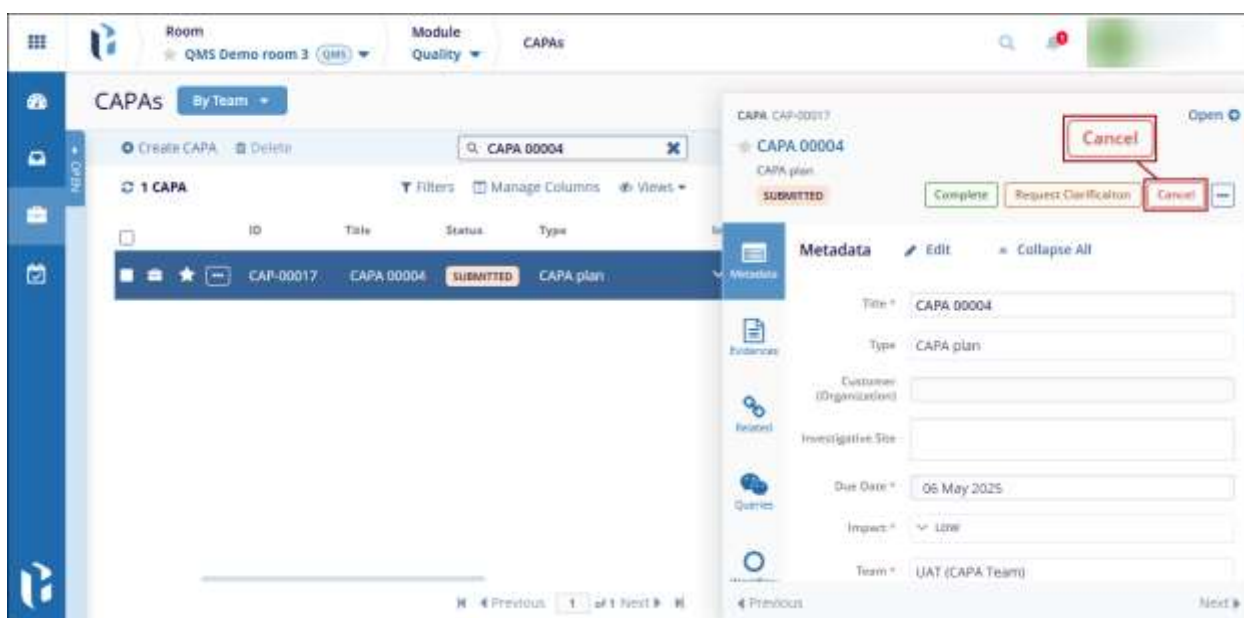 Room
QMS Demo room 3 QMS
Module
Quality
CAPAs
1
CAPAs
By Team
OPEN
Create CAPA Delete
CAPA 00004
1 CAPA
Filters Manage Columns Views
ID Title Status Type
CAP-00017 CAPA 00004 SUBMITTED CAPA plan
Previous 1 of 1 Next
CAPA CAP-00017
Open
CAPA 00004
Cancel
CAPA plan
SUBMITTED
Complete Request Clarification Cancel
Metadata
Metadata Edit Collapse All
Title * CAPA 00004
Evidences
Type CAPA plan
Customer (Organization)
Related
Investigative Site
Queries
Due Date * 06 May 2025
Impact * LOW
Team * UAT (CAPA Team)
Previous Next